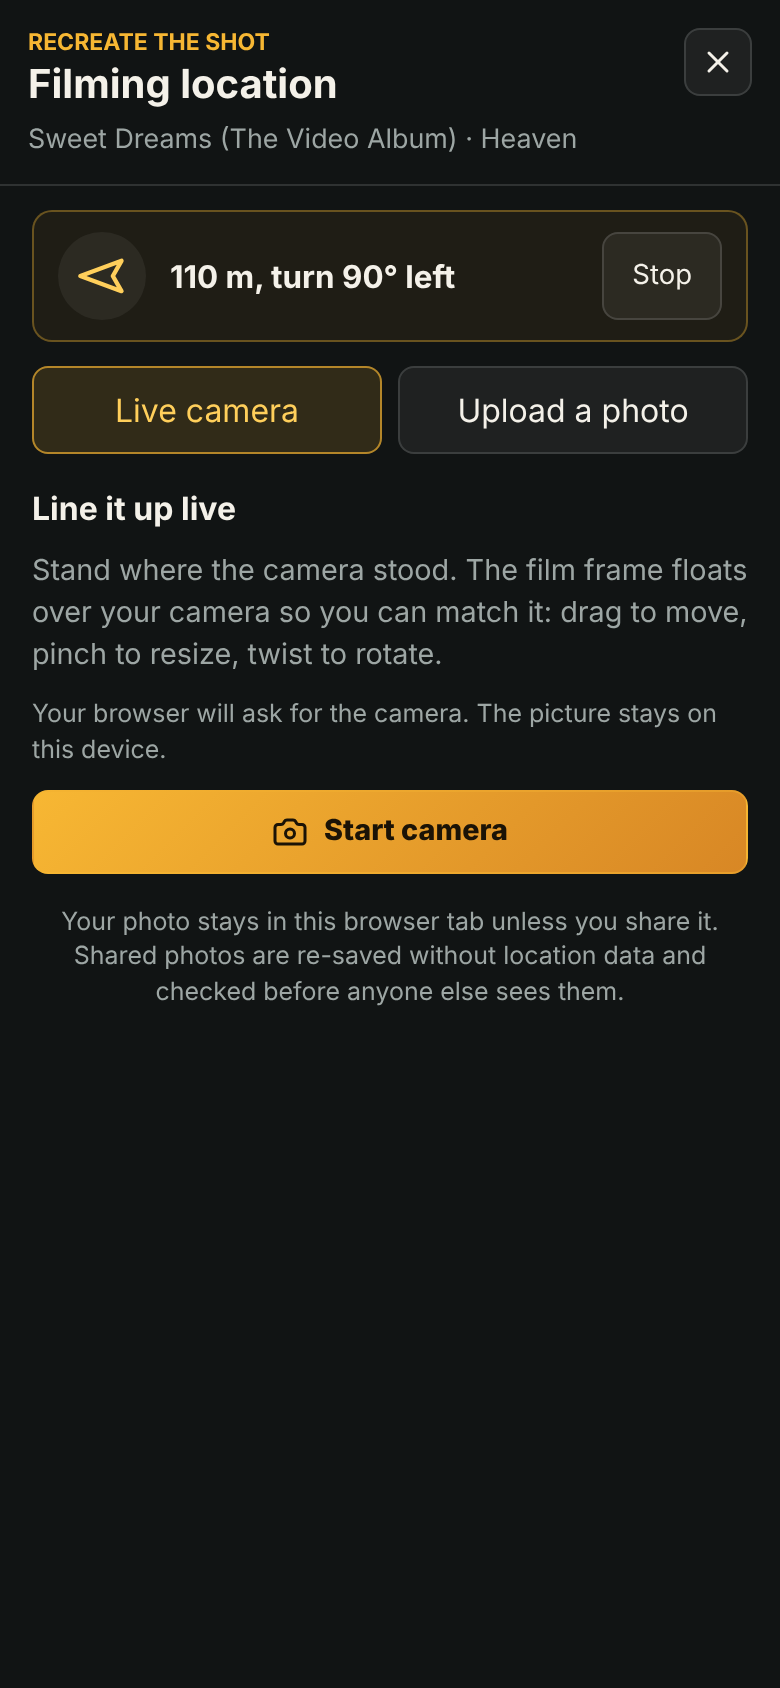 RECREATE THE SHOT
Filming location
Sweet Dreams (The Video Album) · Heaven
110 m, turn 90° left
Stop
Live camera
Upload a photo
Line it up live
Stand where the camera stood. The film frame floats
over your camera so you can match it: drag to move,
pinch to resize, twist to rotate.
Your browser will ask for the camera. The picture stays on
this device.
Start camera
Your photo stays in this browser tab unless you share it.
Shared photos are re-saved without location data and
checked before anyone else sees them.